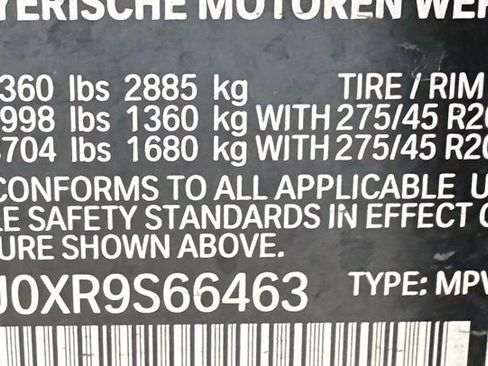 YERISCHE MOTOREN WER
360 lbs 2885 kg TIRE / RIM
998 lbs 1360 kg WITH 275/45 R20
704 lbs 1680 kg WITH 275/45 R20
CONFORMS TO ALL APPLICABLE U
LE SAFETY STANDARDS IN EFFECT O
URE SHOWN ABOVE.
J0XR9S66463 TYPE: MPV